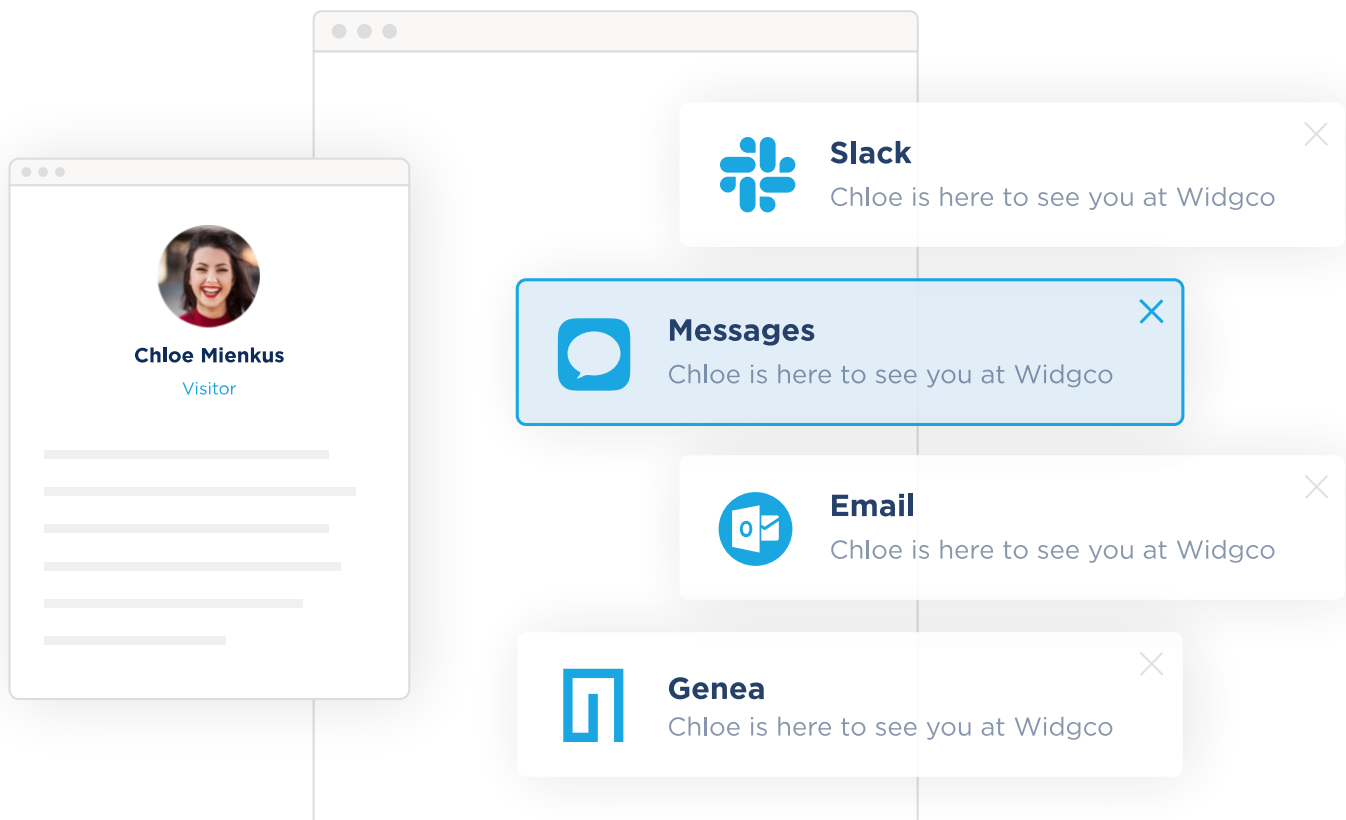 Chloe Mienkus
Visitor
Slack
Chloe is here to see you at Widgco
Messages
Chloe is here to see you at Widgco
Email
Chloe is here to see you at Widgco
Genea
Chloe is here to see you at Widgco